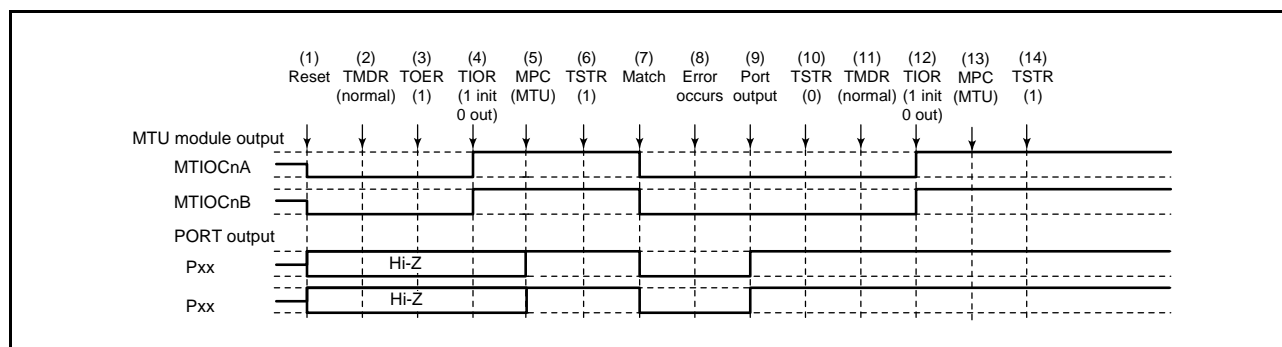 (1) (2) (3) (4) (5) (6) (7) (8) (9) (10) (11) (12) (13) (14)
Reset TMDR TOER TIOR MPC TSTR Match Error Port TSTR TMDR TIOR MPC TSTR
(normal) (1) (1 init (MTU) (1) occurs output (0) (normal) (1 init (MTU) (1)
0 out) 0 out)
MTU module output
MTIOCnA
MTIOCnB
PORT output
Pxx Hi-Z
Pxx Hi-Z